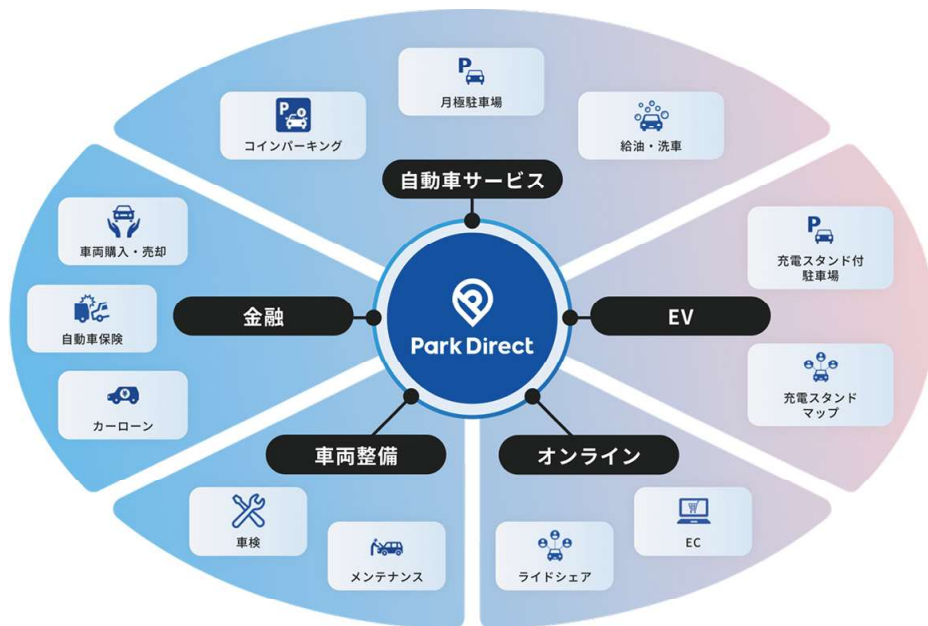 月極駐車場
コインパーキング
給油・洗車
自動車サービス
車両購入・売却
自動車保険
カーローン
金融
Park Direct
EV
充電スタンド付
駐車場
充電スタンド
マップ
車両整備
オンライン
車検
メンテナンス
ライドシェア
EC